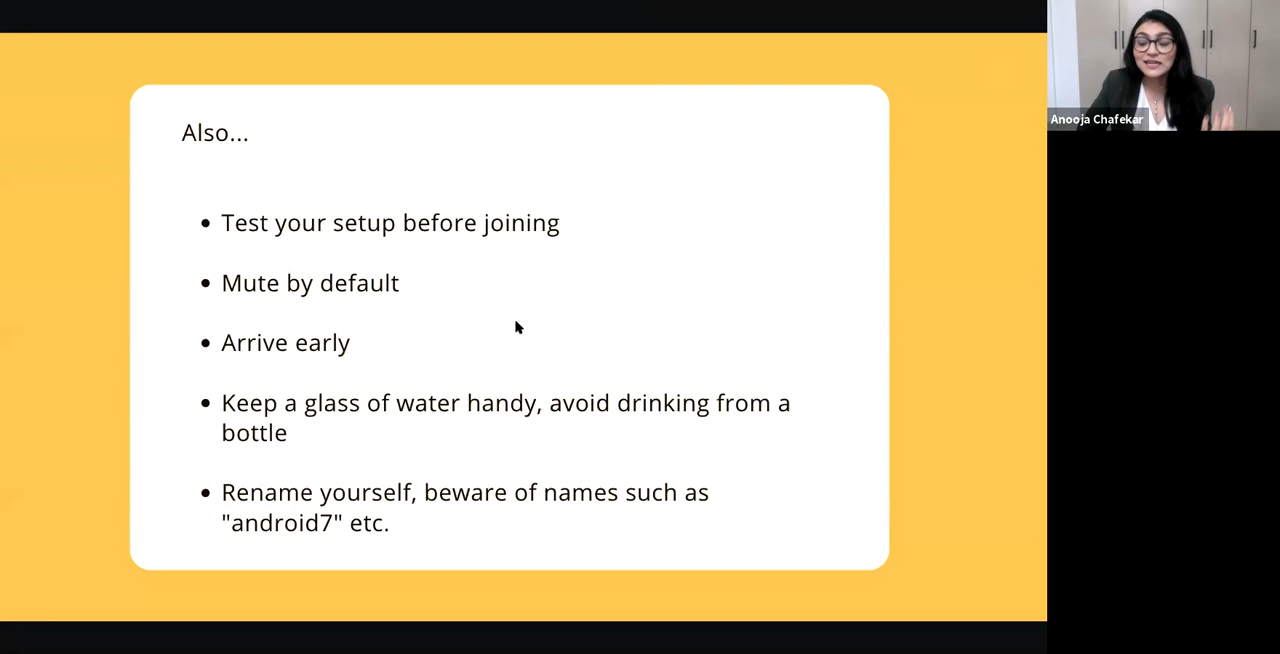 Also...
Test your setup before joining
Mute by default
Arrive early
Keep a glass of water handy, avoid drinking from a
bottle
Rename yourself, beware of names such as
"android7" etc.
Anooja Chafekar